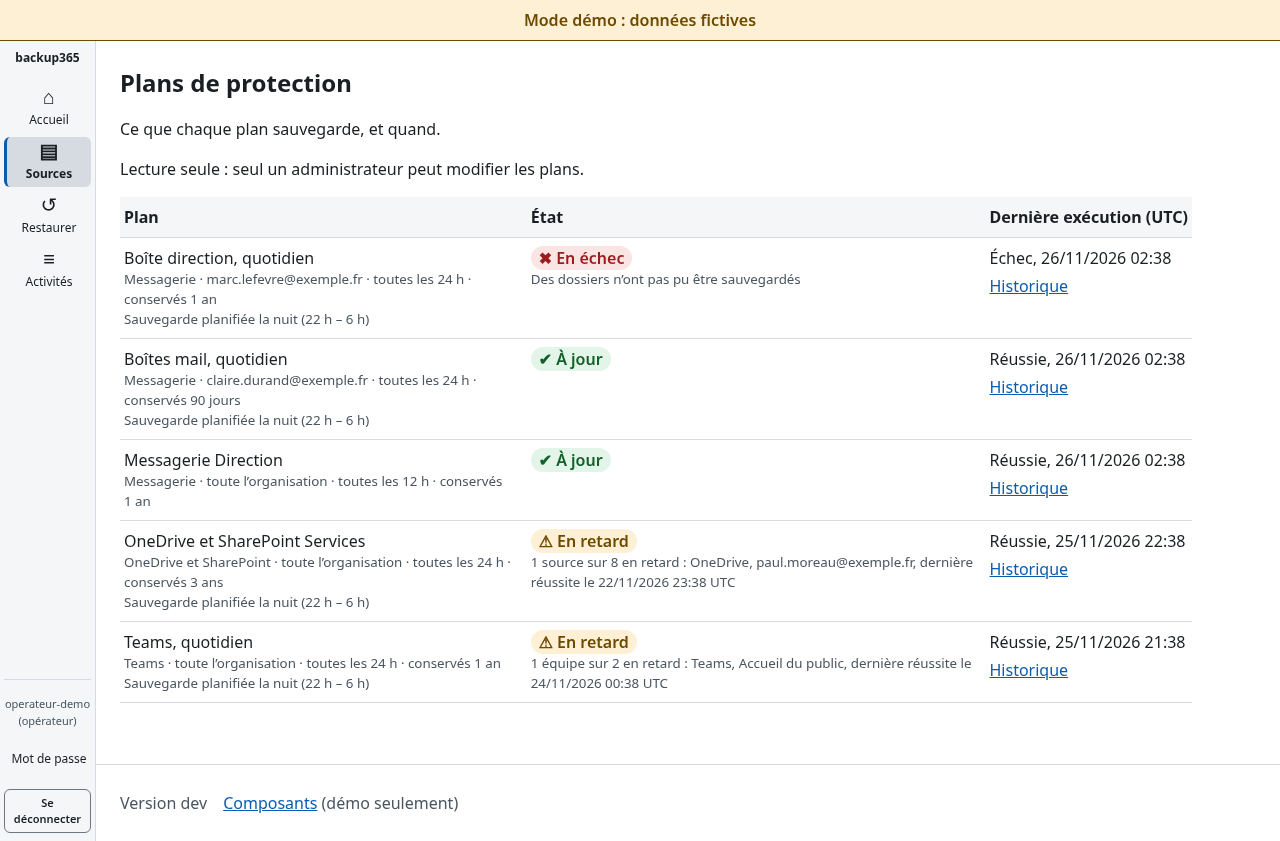 Mode démo : données fictives
backup365
Accueil
Sources
Restaurer
Activités
operateur-demo
(opérateur)
Mot de passe
Se
déconnecter
Plans de protection
Ce que chaque plan sauvegarde, et quand.
Lecture seule : seul un administrateur peut modifier les plans.
Plan État Dernière exécution (UTC)
Boîte direction, quotidien ✖ En échec Échec, 26/11/2026 02:38
Messagerie · marc.lefevre@exemple.fr · toutes les 24 h · Des dossiers n’ont pas pu être sauvegardés Historique
conservés 1 an
Sauvegarde planifiée la nuit (22 h – 6 h)
Boîtes mail, quotidien ✔ À jour Réussie, 26/11/2026 02:38
Messagerie · claire.durand@exemple.fr · toutes les 24 h · Historique
conservés 90 jours
Sauvegarde planifiée la nuit (22 h – 6 h)
Messagerie Direction ✔ À jour Réussie, 26/11/2026 02:38
Messagerie · toute l’organisation · toutes les 12 h · conservés Historique
1 an
OneDrive et SharePoint Services ⚠ En retard Réussie, 25/11/2026 22:38
OneDrive et SharePoint · toute l’organisation · toutes les 24 h · 1 source sur 8 en retard : OneDrive, paul.moreau@exemple.fr, dernière Historique
conservés 3 ans réussite le 22/11/2026 23:38 UTC
Sauvegarde planifiée la nuit (22 h – 6 h)
Teams, quotidien ⚠ En retard Réussie, 25/11/2026 21:38
Teams · toute l’organisation · toutes les 24 h · conservés 1 an 1 équipe sur 2 en retard : Teams, Accueil du public, dernière réussite le Historique
Sauvegarde planifiée la nuit (22 h – 6 h) 24/11/2026 00:38 UTC
Version dev Composants (démo seulement)